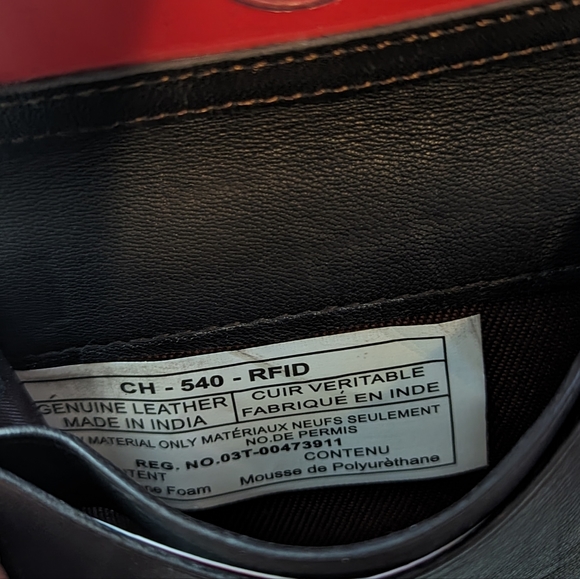 CH - 540 - RFID
GENUINE LEATHER
MADE IN INDIA
CUIR VERITABLE
FABRIQUÉ EN INDE
MATERIAL ONLY MATÉRIAUX NEUFS SEULEMENT
NO.DE PERMIS
REG. NO.03T-00473911
CONTENU
Foam Mousse de Polyurèthane